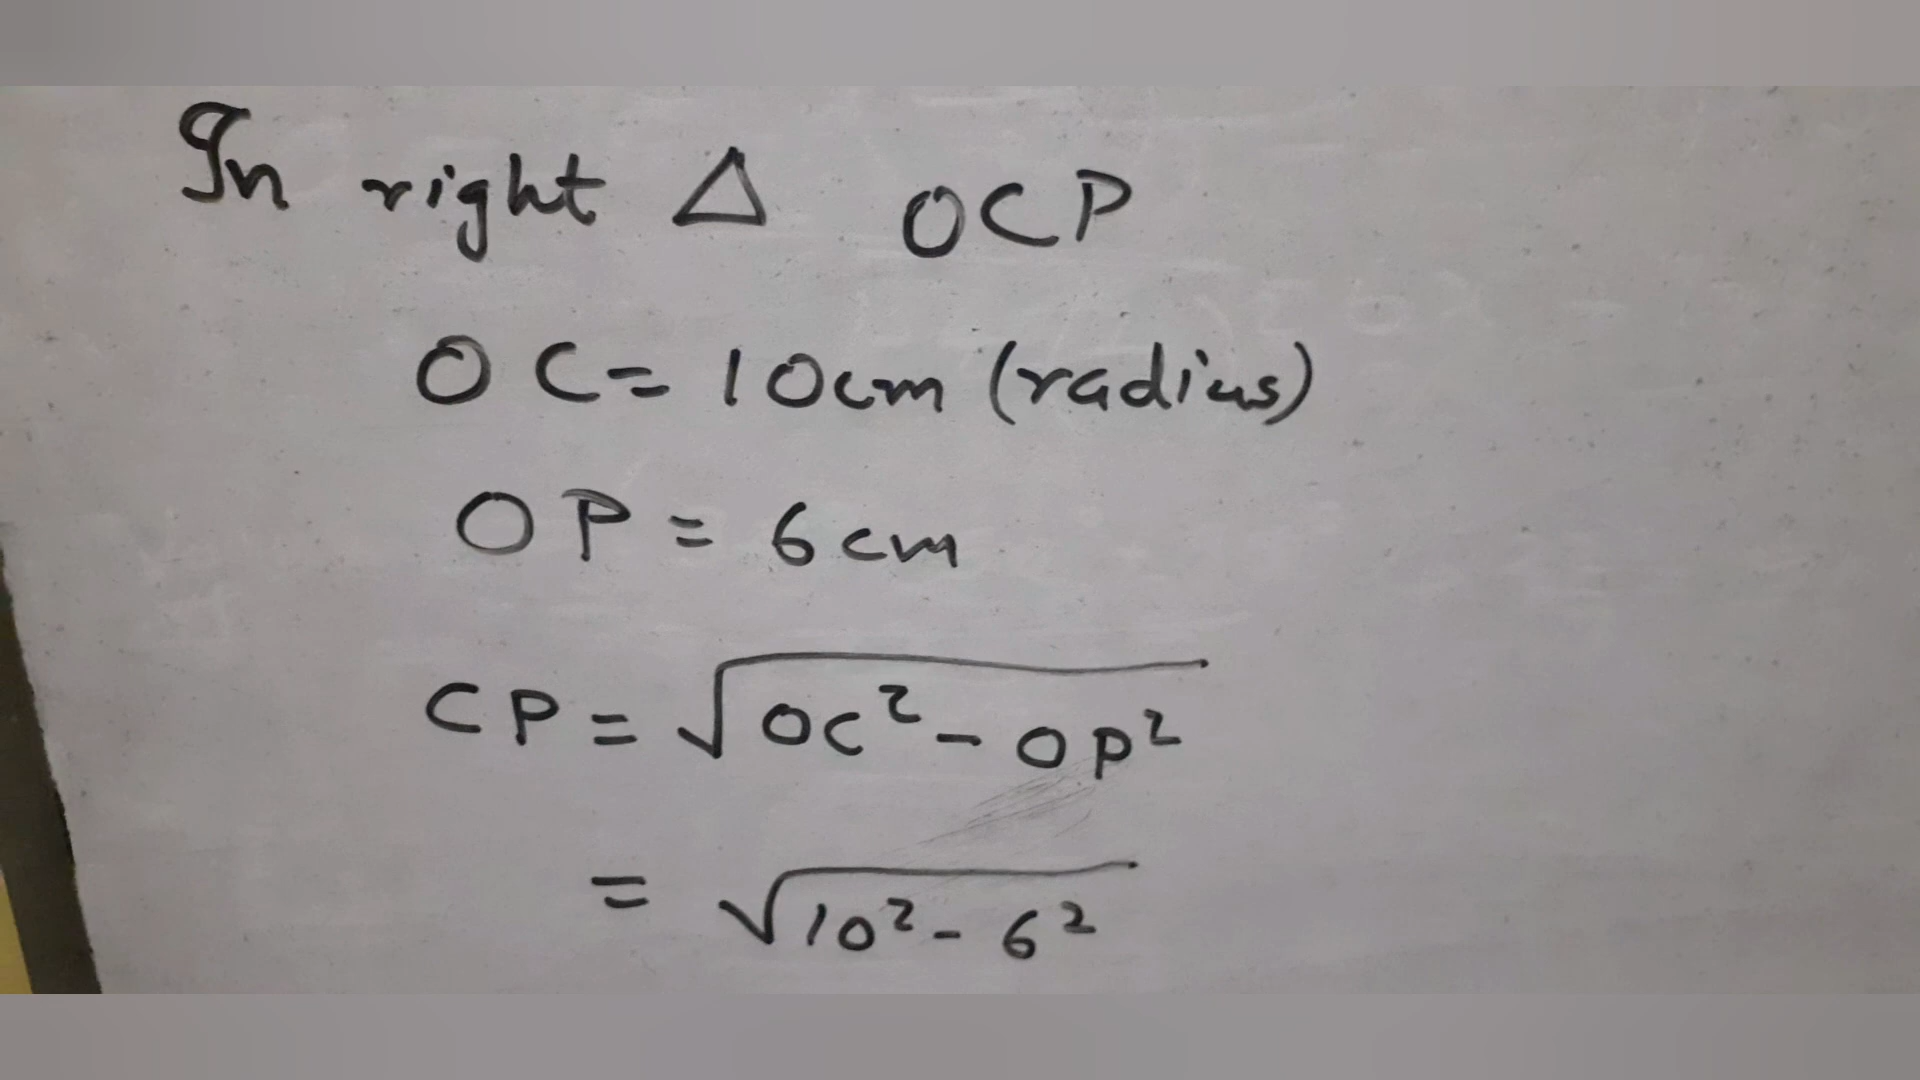 In right △ OCP
OC = 10cm (radius)
OP = 6cm
CP = √OC² - OP²
= √10² - 6²